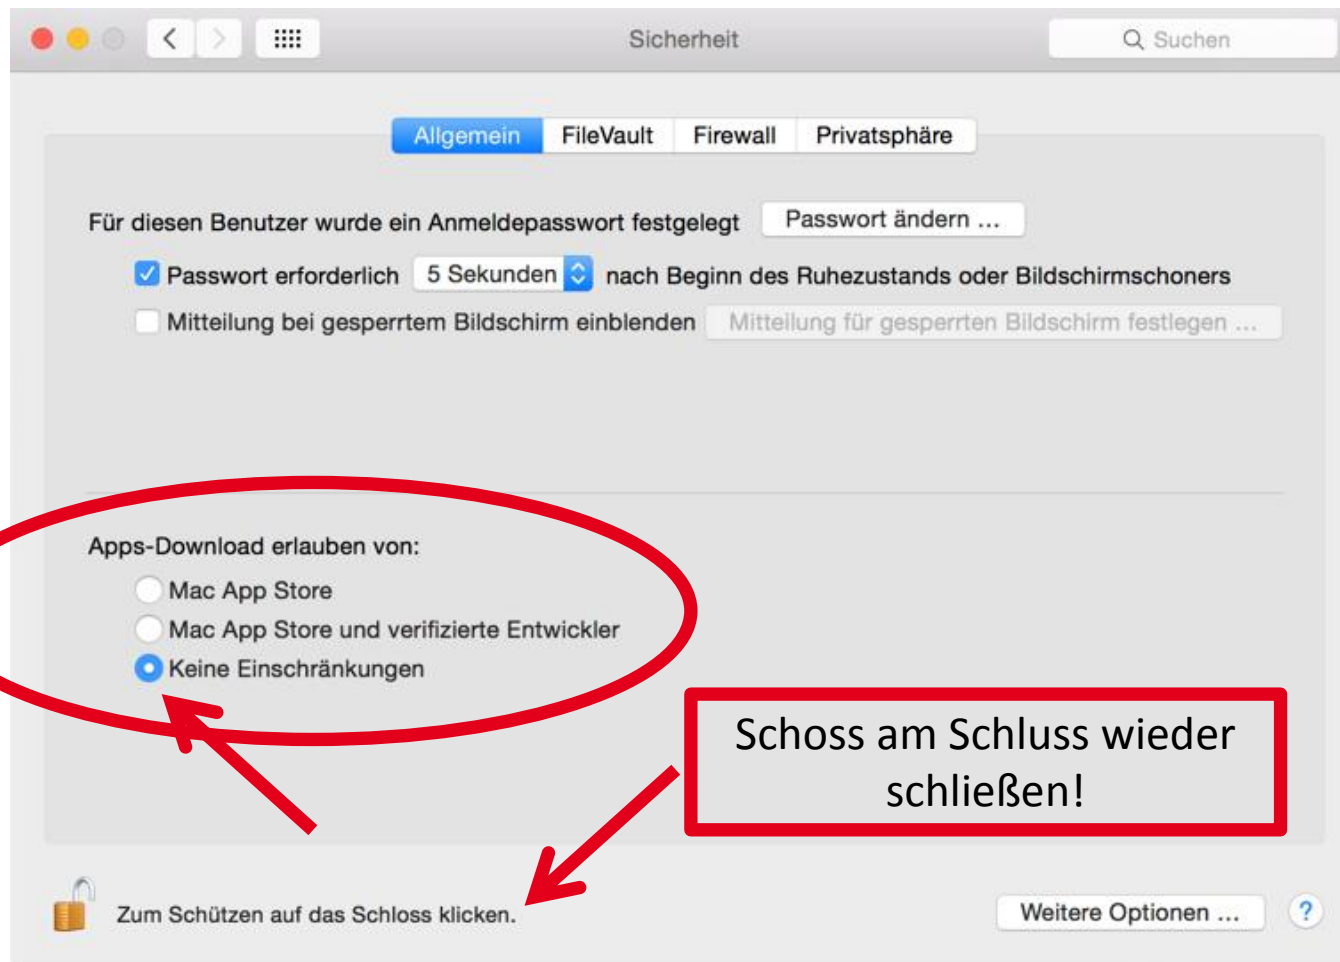 Sicherheit
Suchen
Allgemein FileVault Firewall Privatsphäre
Für diesen Benutzer wurde ein Anmeldepasswort festgelegt Passwort ändern ...
Passwort erforderlich 5 Sekunden nach Beginn des Ruhezustands oder Bildschirmschoners
Mitteilung bei gesperrtem Bildschirm einblenden Mitteilung für gesperrten Bildschirm festlegen ...
Apps-Download erlauben von:
Mac App Store
Mac App Store und verifizierte Entwickler
Keine Einschränkungen
Schoss am Schluss wieder
schließen!
Zum Schützen auf das Schloss klicken.
Weitere Optionen ... ?